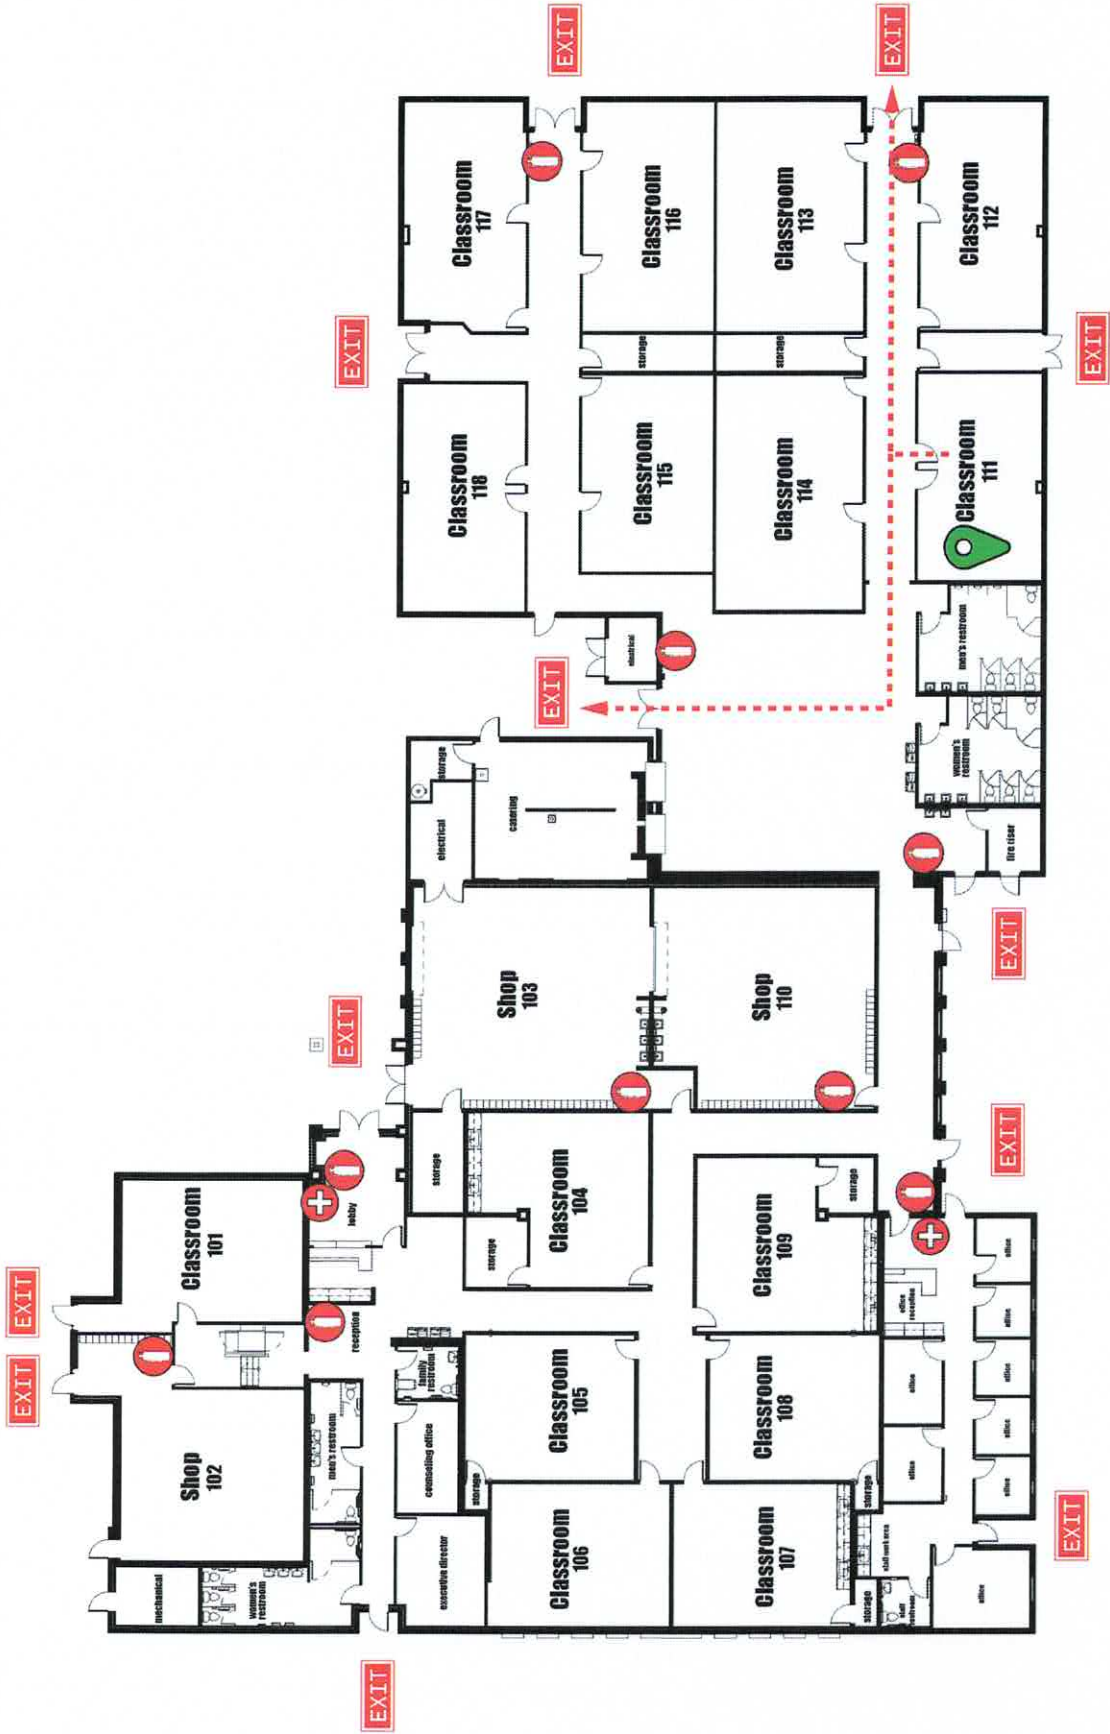 EXIT
EXIT
mechanical
Shop
102
Classroom
101
women's
restroom
men's restroom
reception
lobby
EXIT
EXIT
EXIT
executive director
counseling office
family
restroom
storage
electrical
storage
Classroom
118
Classroom
117
storage
storage
Shop
103
catering
EXIT
EXIT
Classroom
106
Classroom
105
Classroom
104
electrical
Classroom
115
storage
Classroom
116
Classroom
107
Classroom
108
Classroom
109
Shop
110
Classroom
114
storage
Classroom
113
storage
storage
storage
staff work area
staff
restroom
office
office
office
reception
EXIT
office
office
office
office
office
office
women's
restroom
men's restroom
fire riser
Classroom
111
Classroom
112
EXIT
EXIT
EXIT
EXIT